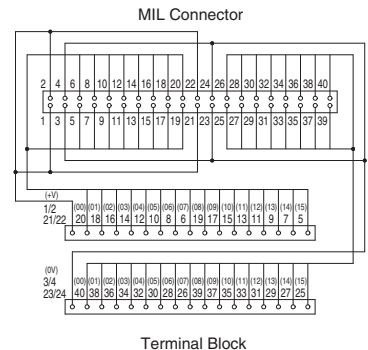 MIL Connector
2 4 6 8 10 12 14 16 18 20 22 24 26 28 30 32 34 36 38 40
1 3 5 7 9 11 13 15 17 19 21 23 25 27 29 31 33 35 37 39
(+V)
1/2 (00) (01) (02) (03) (04) (05) (06) (07) (08) (09) (10) (11) (12) (13) (14) (15)
21/22 20 18 16 14 12 10 8 6 19 17 15 13 11 9 7 5
(0V)
3/4 (00) (01) (02) (03) (04) (05) (06) (07) (08) (09) (10) (11) (12) (13) (14) (15)
23/24 40 38 36 34 32 30 28 26 39 37 35 33 31 29 27 25
Terminal Block